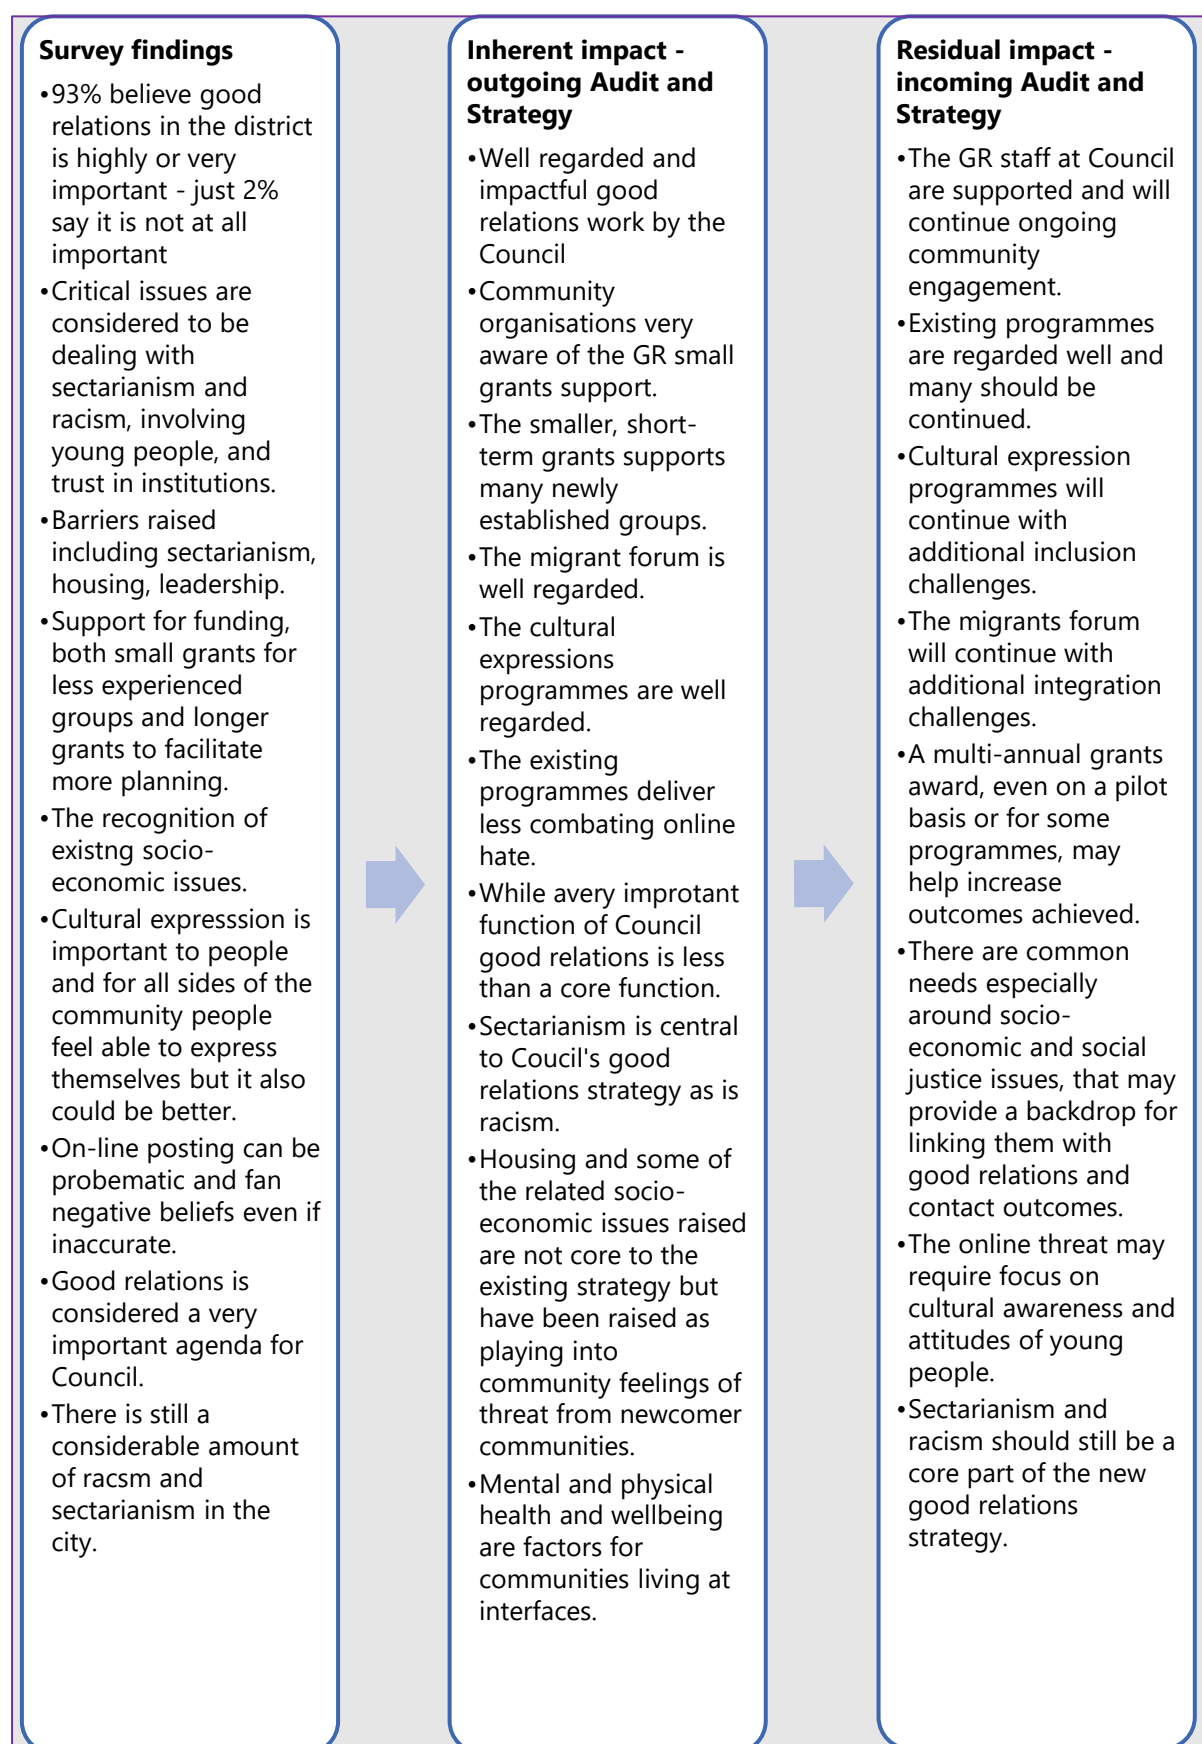 Survey findings
•93% believe good
relations in the district
is highly or very
important - just 2%
say it is not at all
important
•Critical issues are
considered to be
dealing with
sectarianism and
racism, involving
young people, and
trust in institutions.
•Barriers raised
including sectarianism,
housing, leadership.
•Support for funding,
both small grants for
less experienced
groups and longer
grants to facilitate
more planning.
•The recognition of
existng socio-
economic issues.
•Cultural expresssion is
important to people
and for all sides of the
community people
feel able to express
themselves but it also
could be better.
•On-line posting can be
probematic and fan
negative beliefs even if
inaccurate.
•Good relations is
considered a very
important agenda for
Council.
•There is still a
considerable amount
of racsm and
sectarianism in the
city.
Inherent impact -
outgoing Audit and
Strategy
•Well regarded and
impactful good
relations work by the
Council
•Community
organisations very
aware of the GR small
grants support.
•The smaller, short-
term grants supports
many newly
established groups.
•The migrant forum is
well regarded.
•The cultural
expressions
programmes are well
regarded.
•The existing
programmes deliver
less combating online
hate.
•While avery improtant
function of Council
good relations is less
than a core function.
•Sectarianism is central
to Coucil's good
relations strategy as is
racism.
•Housing and some of
the related socio-
economic issues raised
are not core to the
existing strategy but
have been raised as
playing into
community feelings of
threat from newcomer
communities.
•Mental and physical
health and wellbeing
are factors for
communities living at
interfaces.
Residual impact -
incoming Audit and
Strategy
•The GR staff at Council
are supported and will
continue ongoing
community
engagement.
•Existing programmes
are regarded well and
many should be
continued.
•Cultural expression
programmes will
continue with
additional inclusion
challenges.
•The migrants forum
will continue with
additional integration
challenges.
•A multi-annual grants
award, even on a pilot
basis or for some
programmes, may
help increase
outcomes achieved.
•There are common
needs especially
around socio-
economic and social
justice issues, that may
provide a backdrop for
linking them with
good relations and
contact outcomes.
•The online threat may
require focus on
cultural awareness and
attitudes of young
people.
•Sectarianism and
racism should still be a
core part of the new
good relations
strategy.